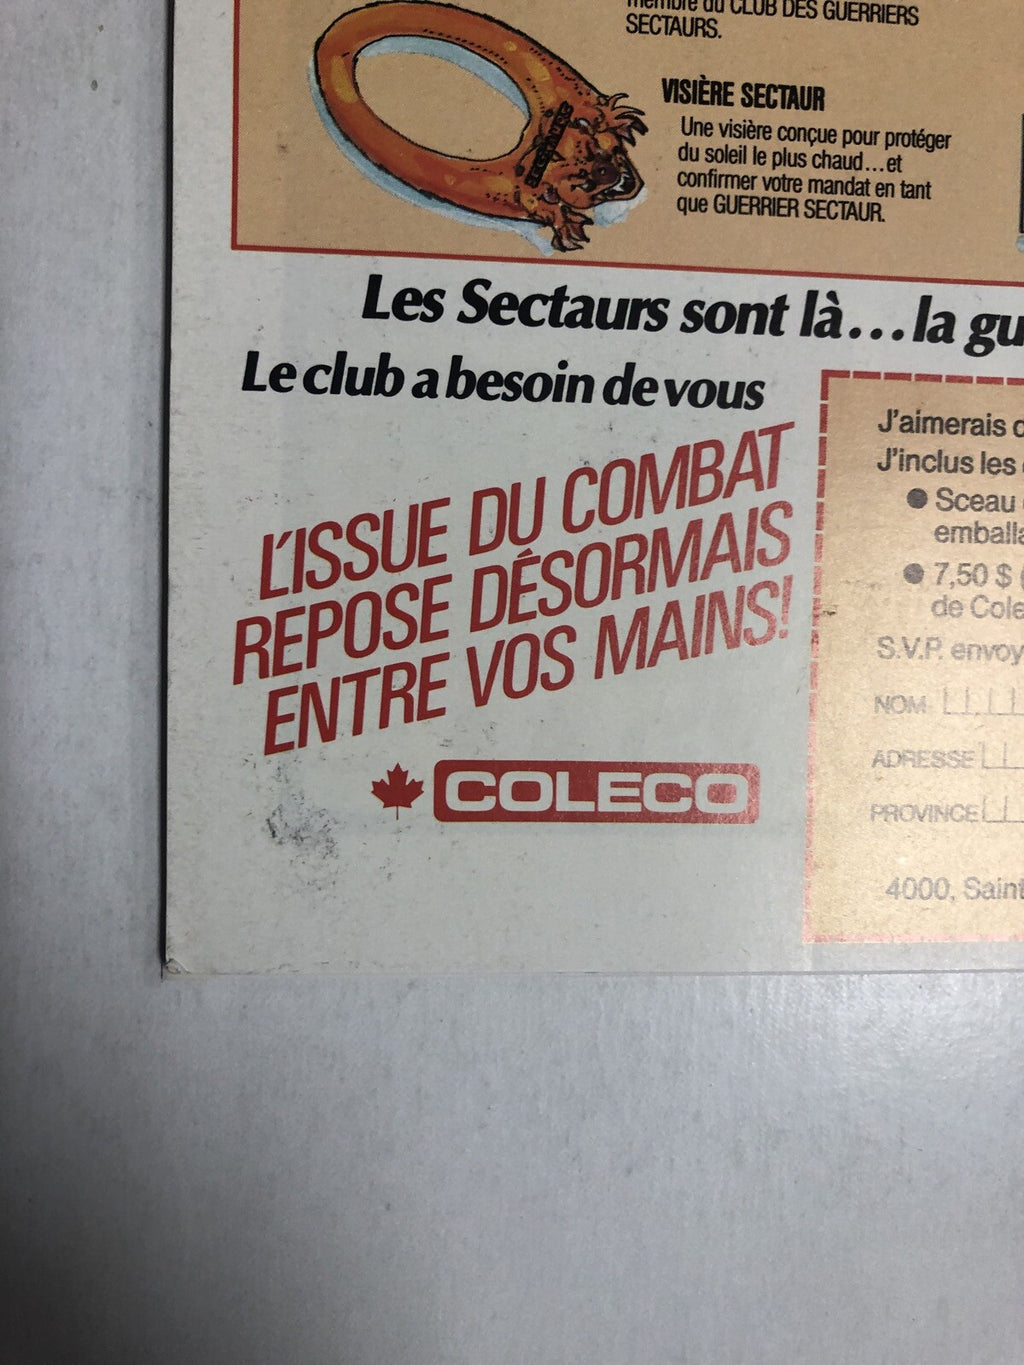 membre du CLUB DES GUERRIERS
SECTAURS.
VISIÈRE SECTAUR
Une visière conçue pour protéger
du soleil le plus chaud...et
confirmer votre mandat en tant
que GUERRIER SECTAUR.
SECTAURS
Les Sectaurs sont là...la gu
Le club a besoin de vous
L'ISSUE DU COMBAT
REPOSE DÉSORMAIS
ENTRE VOS MAINS!
COLECO
J'aimerais
J'inclus les
● Sceau
emballa
● 7,50 $
de Cole
S.V.P. envoy
NOM
ADRESSE
PROVINCE
4000, Saint